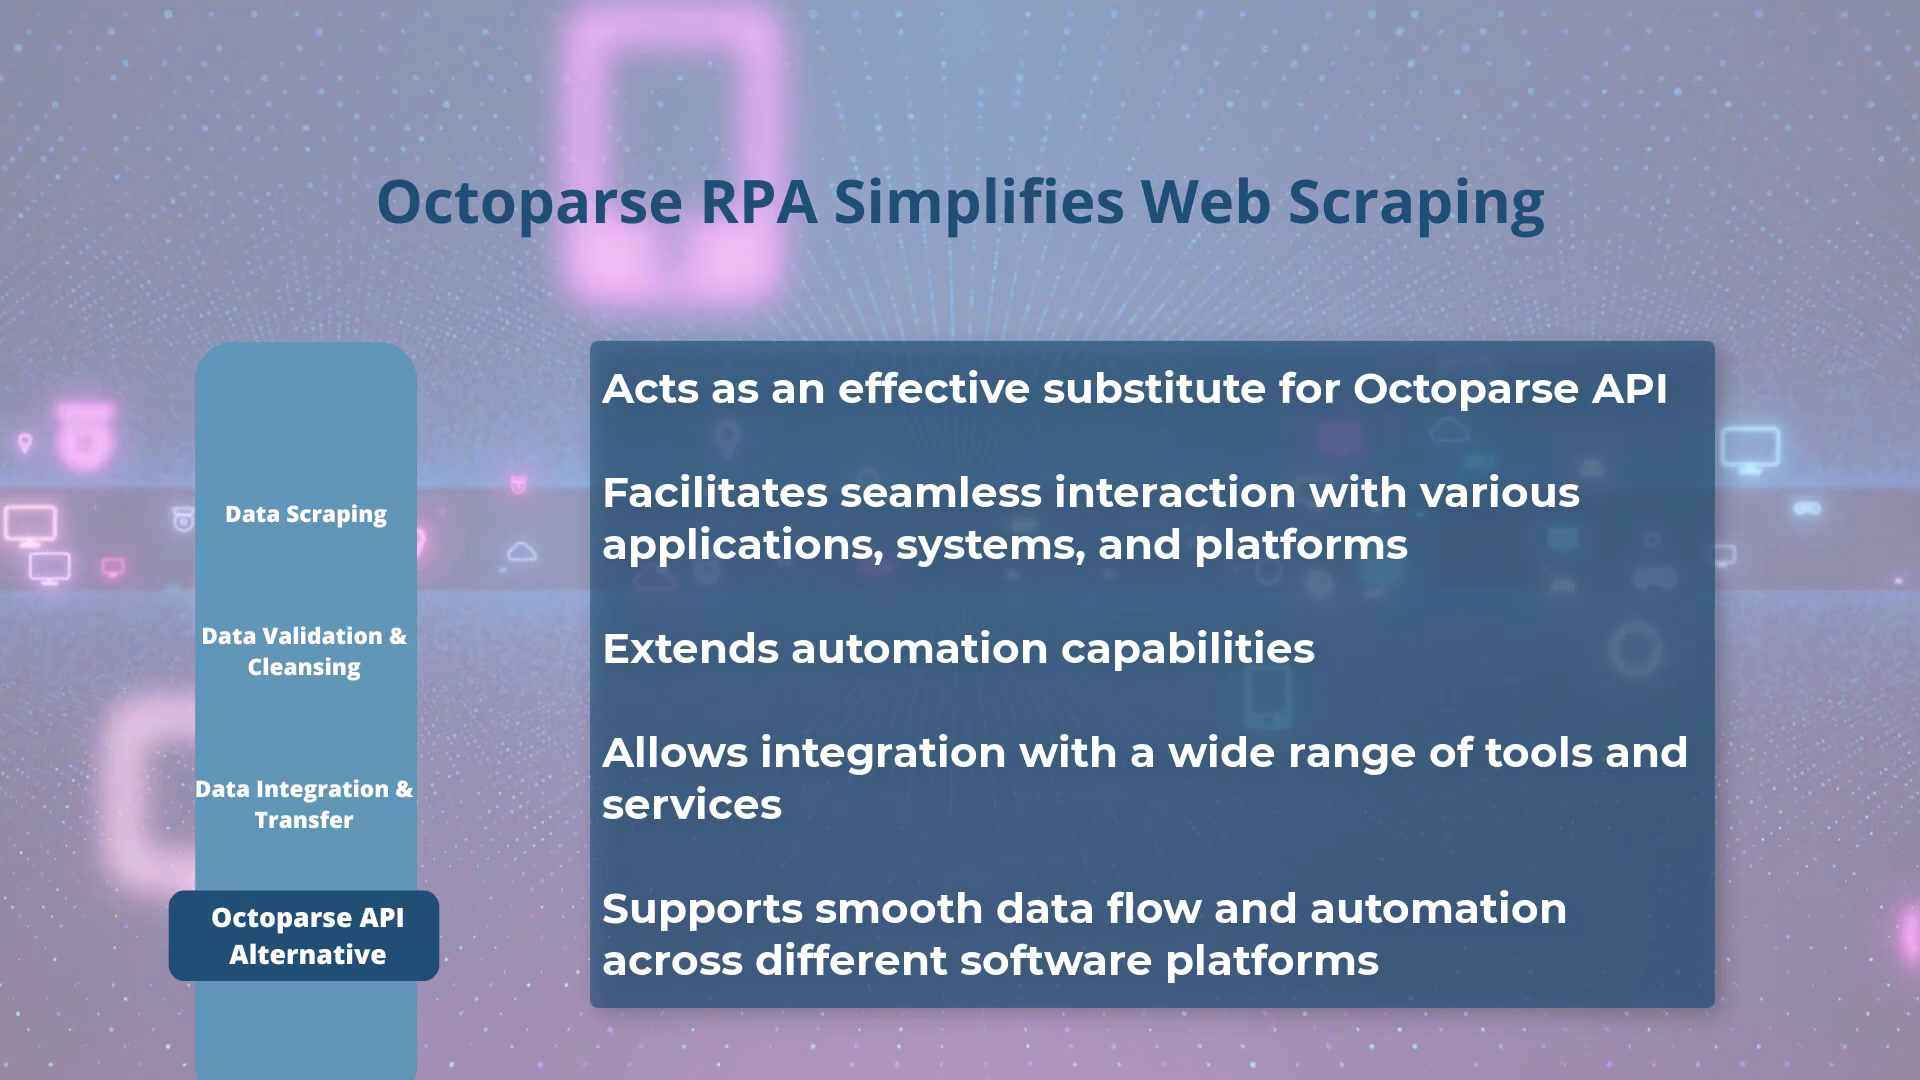 Octoparse RPA Simplifies Web Scraping
Data Scraping
Data Validation &
Cleansing
Data Integration &
Transfer
Octoparse API
Alternative
Acts as an effective substitute for Octoparse API
Facilitates seamless interaction with various
applications, systems, and platforms
Extends automation capabilities
Allows integration with a wide range of tools and
services
Supports smooth data flow and automation
across different software platforms